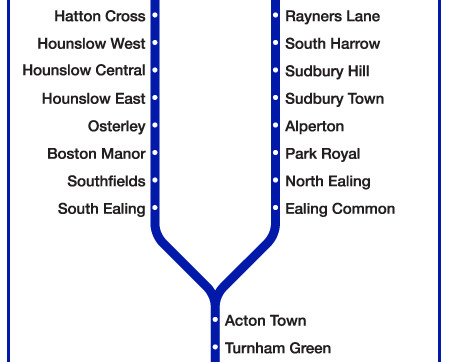 Hatton Cross
Hounslow West
Hounslow Central
Hounslow East
Osterley
Boston Manor
Southfields
South Ealing
Rayners Lane
South Harrow
Sudbury Hill
Sudbury Town
Alperton
Park Royal
North Ealing
Ealing Common
Acton Town
Turnham Green